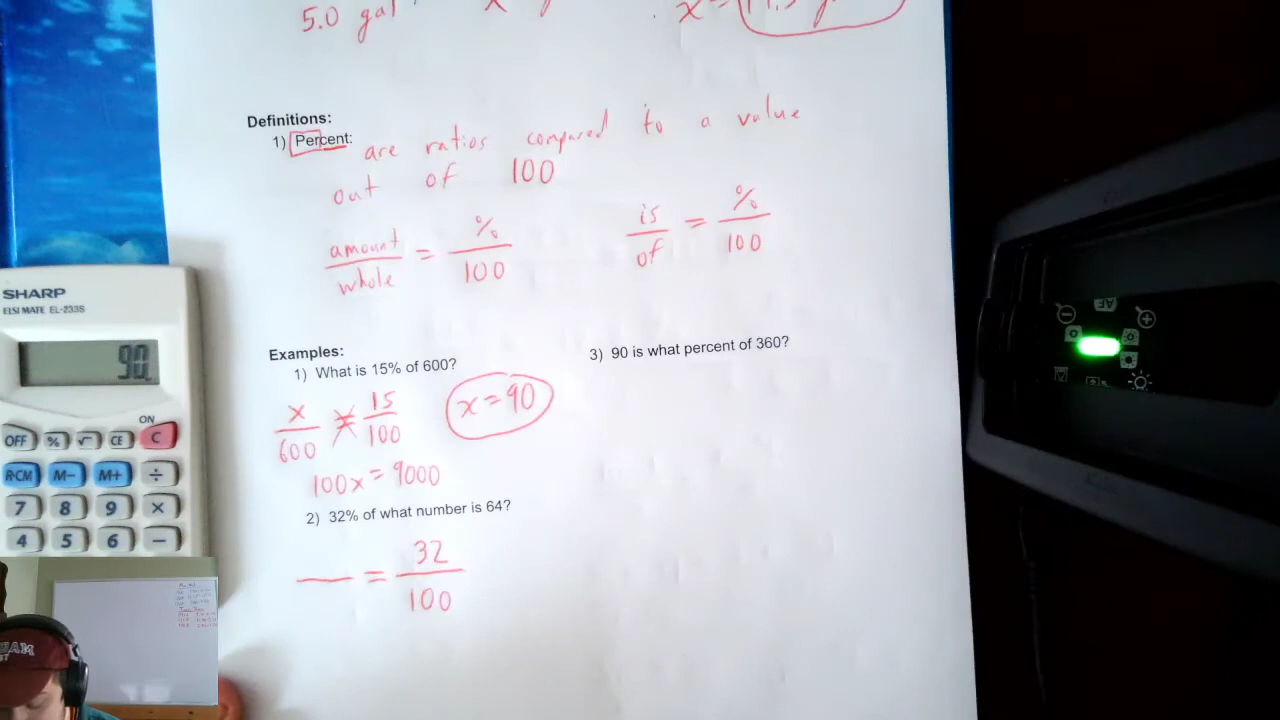 5.0 gal
x
x =
Definitions:
1) Percent: are ratios compared to a value
out of 100
amount/whole = %/100
is/of = %/100
SHARP
ELSI MATE EL-233S
90.
ON
OFF % √ CE C
R·CM M− M+ ÷
7 8 9 ×
4 5 6 −
Examples:
1) What is 15% of 600?
x/600 = 15/100
x = 90
100x = 9000
2) 32% of what number is 64?
— = 32/100
3) 90 is what percent of 360?
AF